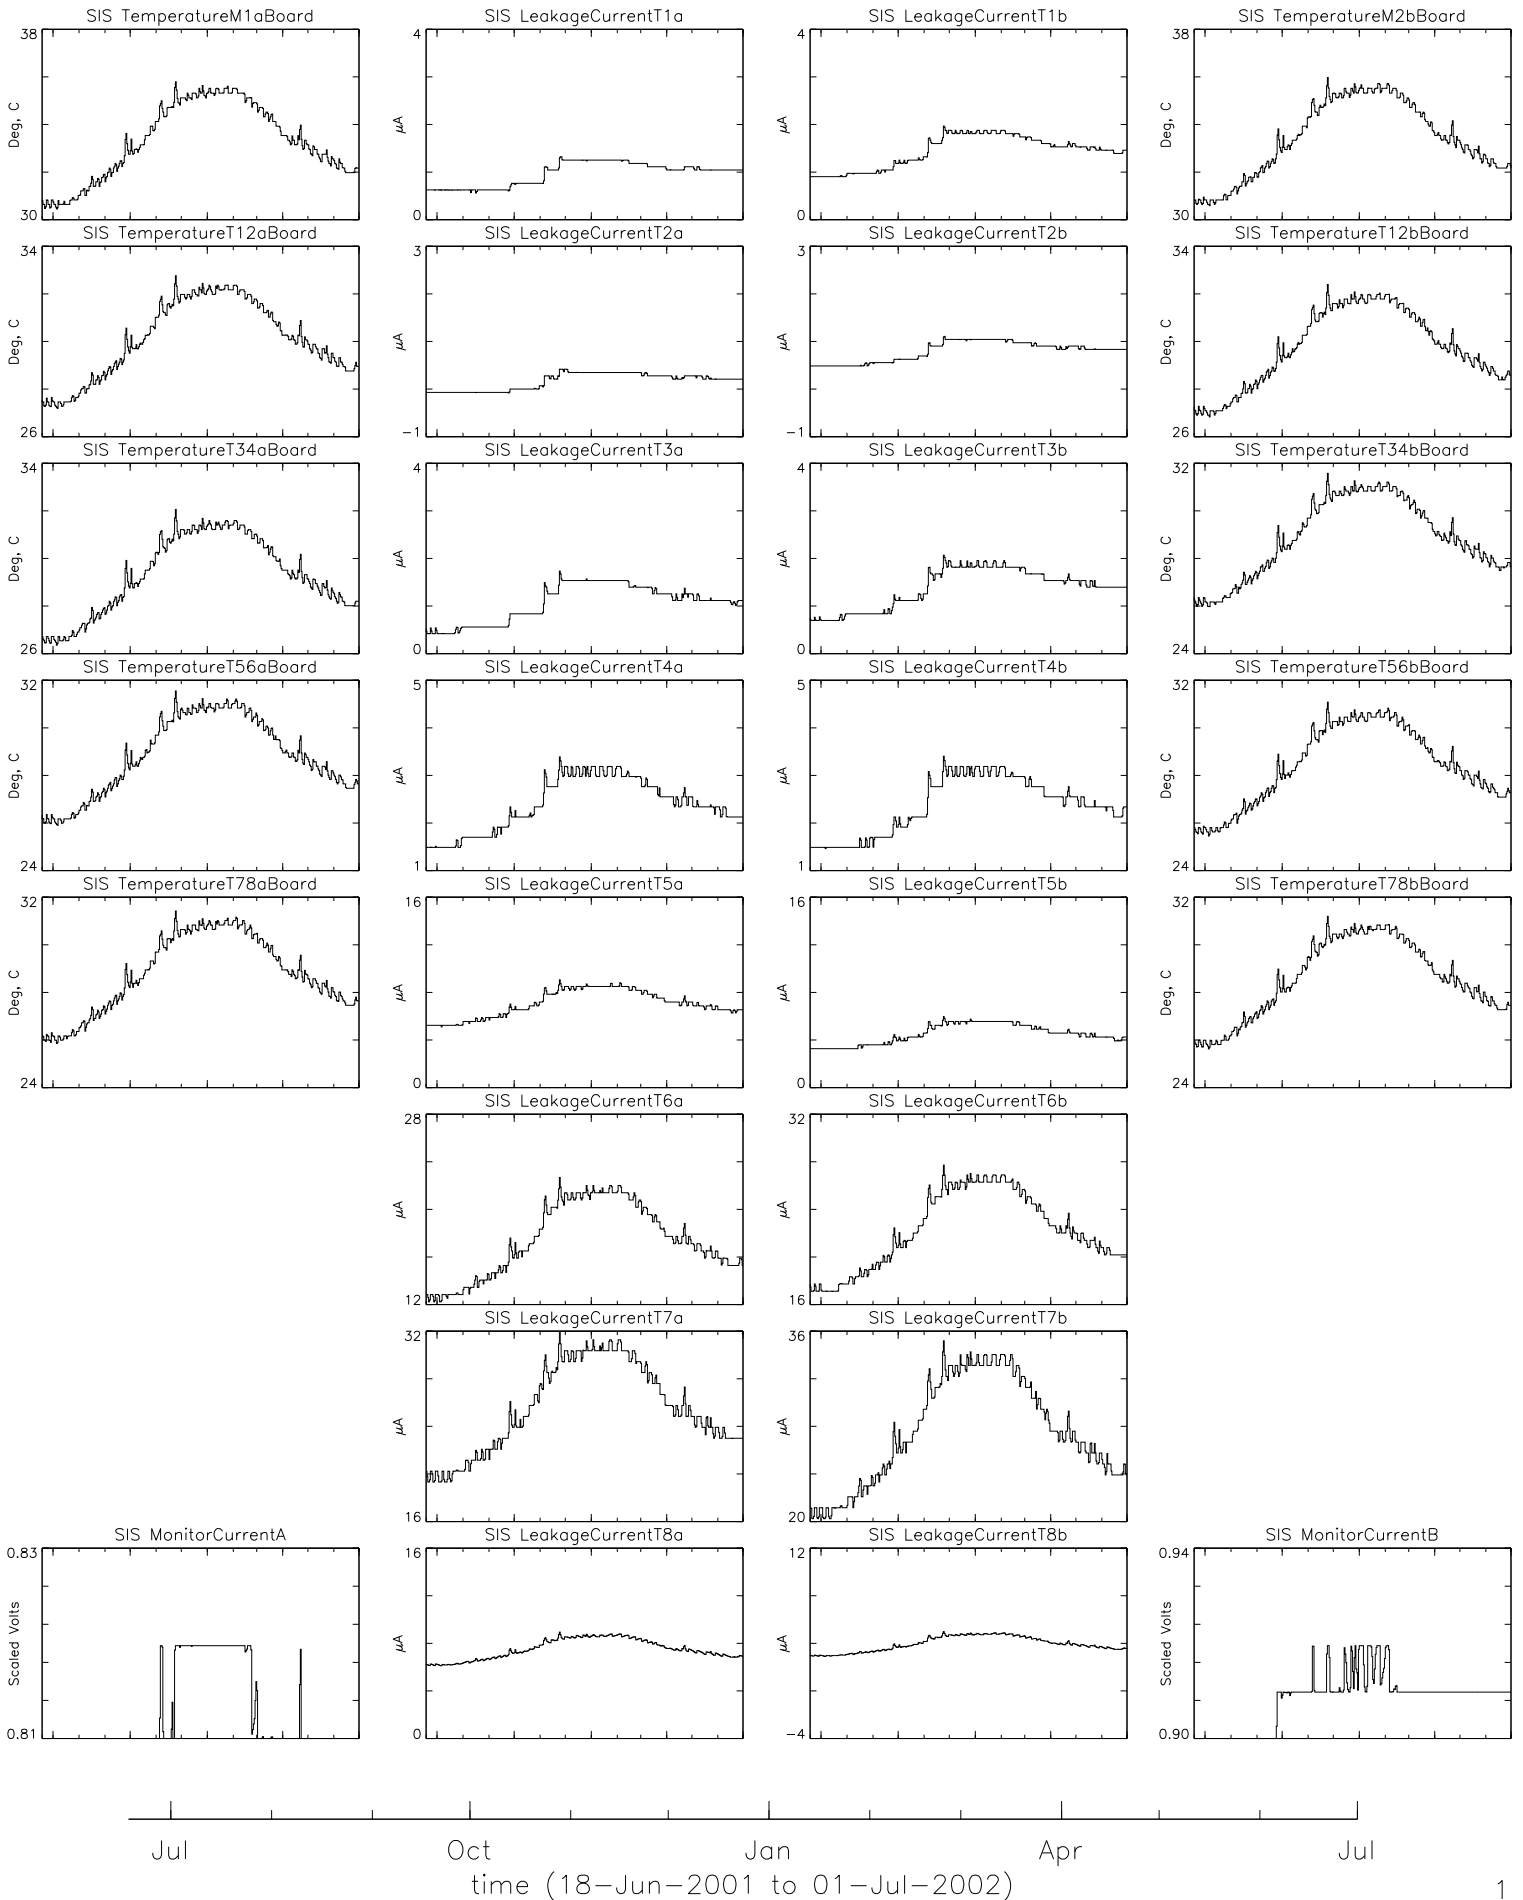 SIS TemperatureM1aBoard
38
Deg, C
30
SIS LeakageCurrentT1a
4
μA
0
SIS LeakageCurrentT1b
4
μA
0
SIS TemperatureM2bBoard
38
Deg, C
30
SIS TemperatureT12aBoard
34
Deg, C
26
SIS LeakageCurrentT2a
3
μA
−1
SIS LeakageCurrentT2b
3
μA
−1
SIS TemperatureT12bBoard
34
Deg, C
26
SIS TemperatureT34aBoard
34
Deg, C
26
SIS LeakageCurrentT3a
4
μA
0
SIS LeakageCurrentT3b
4
μA
0
SIS TemperatureT34bBoard
32
Deg, C
24
SIS TemperatureT56aBoard
32
Deg, C
24
SIS LeakageCurrentT4a
5
μA
1
SIS LeakageCurrentT4b
5
μA
1
SIS TemperatureT56bBoard
32
Deg, C
24
SIS TemperatureT78aBoard
32
Deg, C
24
SIS LeakageCurrentT5a
16
μA
0
SIS LeakageCurrentT5b
16
μA
0
SIS TemperatureT78bBoard
32
Deg, C
24
SIS LeakageCurrentT6a
28
μA
12
SIS LeakageCurrentT6b
32
μA
16
SIS LeakageCurrentT7a
32
μA
16
SIS LeakageCurrentT7b
36
μA
20
SIS MonitorCurrentA
0.83
Scaled Volts
0.81
SIS LeakageCurrentT8a
16
μA
0
SIS LeakageCurrentT8b
12
μA
−4
SIS MonitorCurrentB
0.94
Scaled Volts
0.90
Jul Oct Jan Apr Jul
time (18−Jun−2001 to 01−Jul−2002)
1